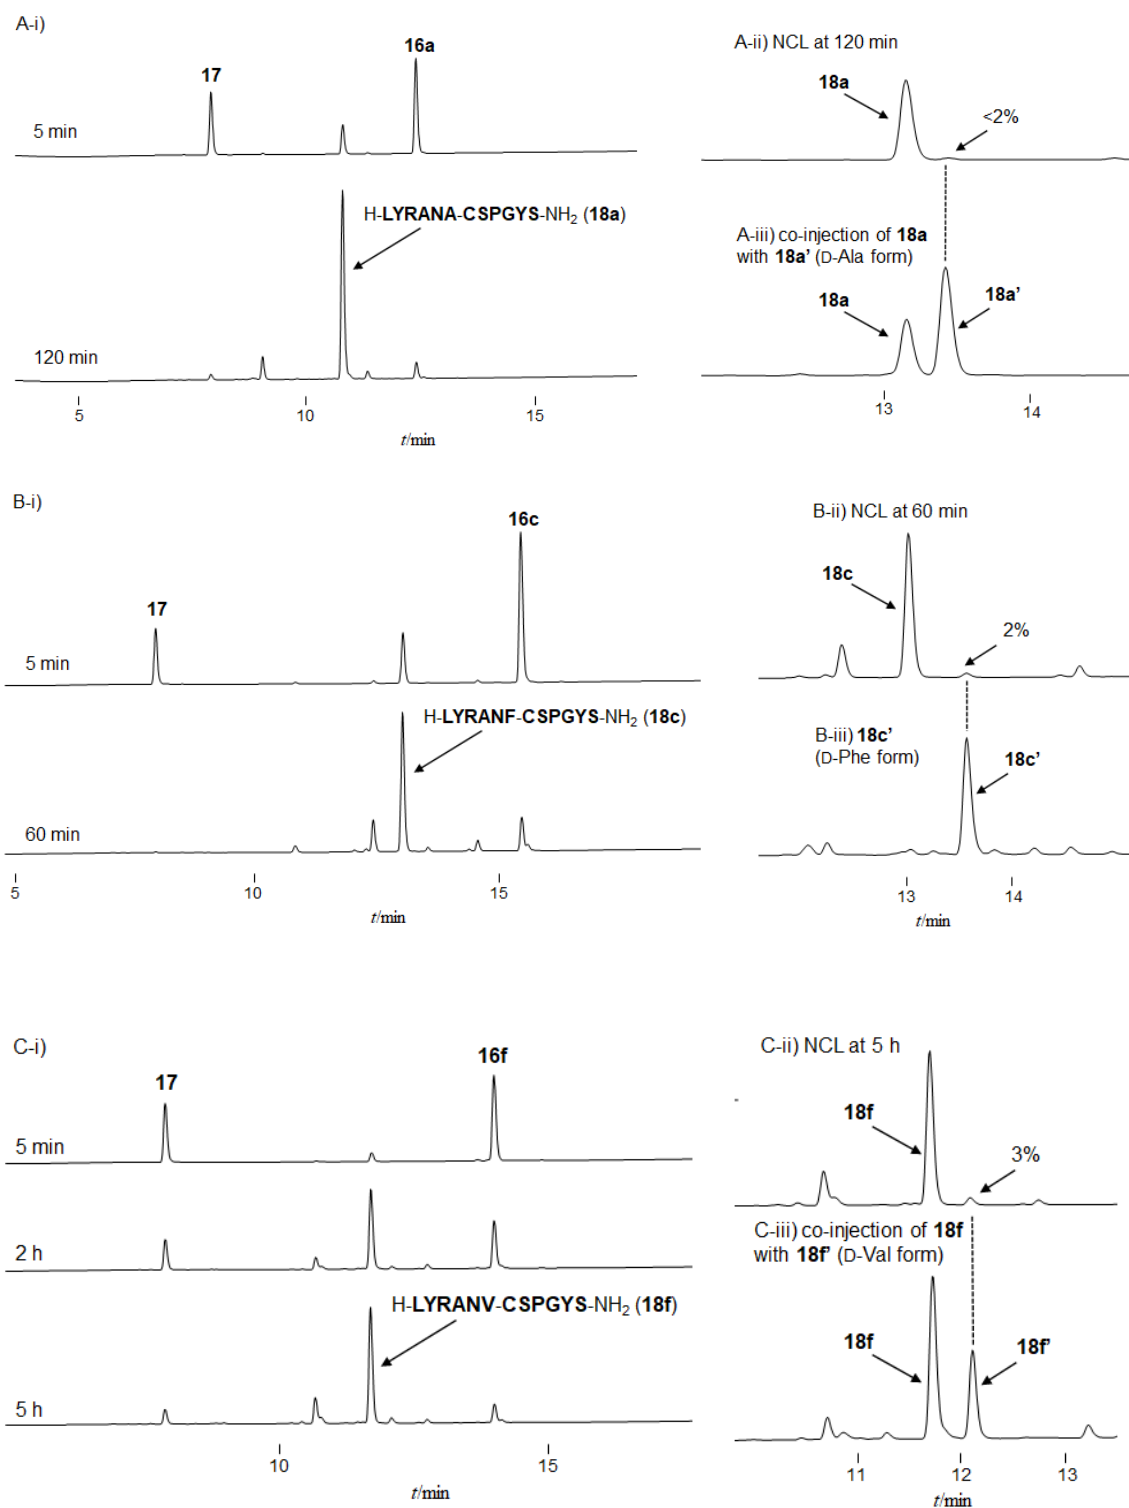 A-i)
17
16a
5 min
H-LYRANA-CSPGYS-NH₂ (18a)
120 min
5
10
15
t/min
A-ii) NCL at 120 min
18a
<2%
A-iii) co-injection of 18a
with 18a' (D-Ala form)
18a
18a'
13
14
B-i)
17
16c
5 min
H-LYRANF-CSPGYS-NH₂ (18c)
60 min
5
10
15
t/min
B-ii) NCL at 60 min
18c
2%
B-iii) 18c'
(D-Phe form)
18c'
13
14
t/min
C-i)
17
16f
5 min
2 h
H-LYRANV-CSPGYS-NH₂ (18f)
5 h
10
15
t/min
C-ii) NCL at 5 h
18f
3%
C-iii) co-injection of 18f
with 18f' (D-Val form)
18f
18f'
11
12
13
t/min